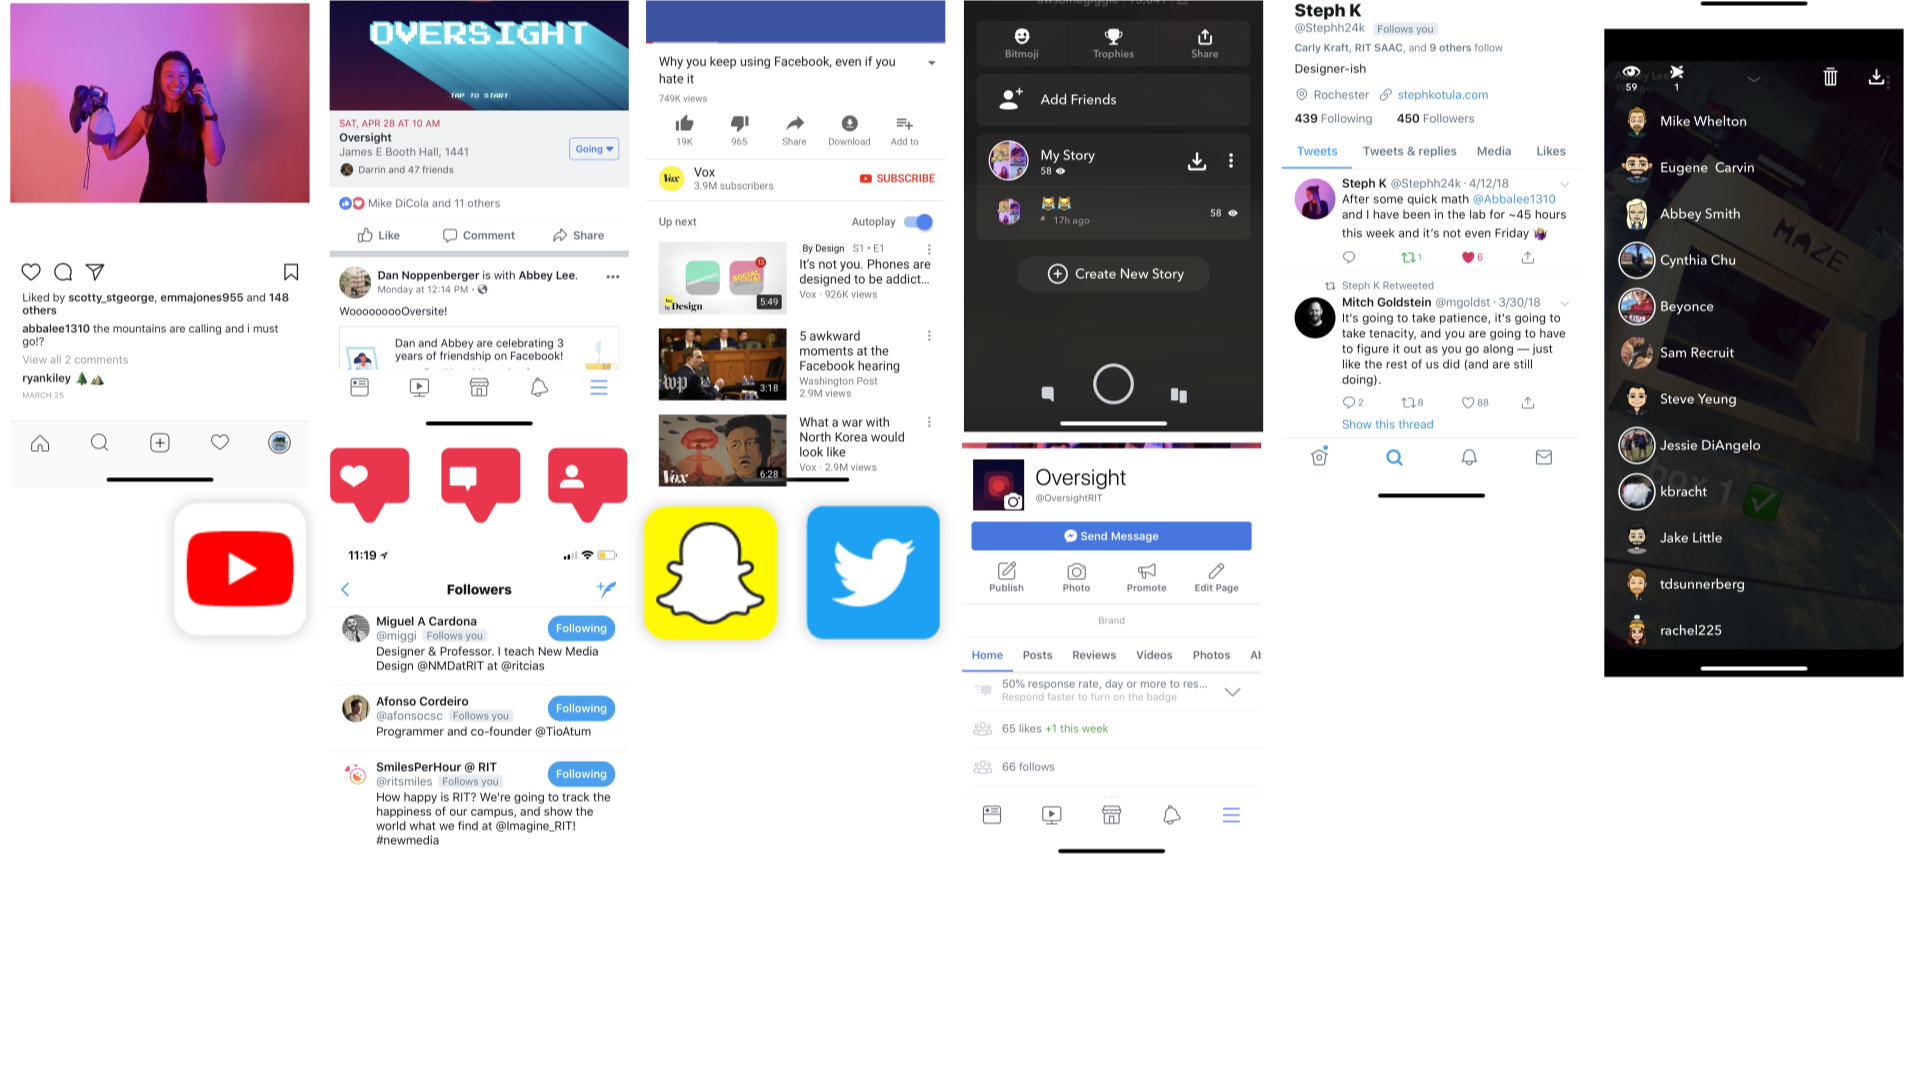 Liked by scotty_stgeorge, emmajones955 and 148
others
abbalee1310 the mountains are calling and i must
go!?
View all 2 comments
ryankiley
MARCH 25
OVERSIGHT
TAP TO START
SAT, APR 28 AT 10 AM
Oversight
James E Booth Hall, 1441
Going
Darrin and 47 friends
Mike DiCola and 11 others
Like
Comment
Share
Dan Noppenberger is with Abbey Lee.
Monday at 12:14 PM
WooooooooOversite!
Dan and Abbey are celebrating 3
years of friendship on Facebook!
11:19
Followers
Miguel A Cardona
Following
@miggi Follows you
Designer & Professor. I teach New Media
Design @NMDatRIT at @ritcias
Afonso Cordeiro
Following
@afonsocsc Follows you
Programmer and co-founder @TioAtum
SmilesPerHour @ RIT
Following
@ritsmiles Follows you
How happy is RIT? We're going to track the
happiness of our campus, and show the
world what we find at @Imagine_RIT!
#newmedia
Why you keep using Facebook, even if you
hate it
749K views
19K
965
Share
Download
Add to
Vox
Vox
3.9M subscribers
SUBSCRIBE
Up next
Autoplay
By Design S1 • E1
It's not you. Phones are
designed to be addict...
Vox · 926K views
13
SOCIAL
by Design
5:49
5 awkward
moments at the
Facebook hearing
Washington Post
2.9M views
wp
3:18
What a war with
North Korea would
look like
Vox · 2.9M views
Vox
6:28
Bitmoji
Trophies
Share
Add Friends
My Story
58
17h ago
58
Create New Story
Oversight
@OversightRIT
Send Message
Publish
Photo
Promote
Edit Page
Brand
Home
Posts
Reviews
Videos
Photos
Al
50% response rate, day or more to res...
Respond faster to turn on the badge
65 likes +1 this week
66 follows
Steph K
@Stephh24k Follows you
Carly Kraft, RIT SAAC, and 9 others follow
Designer-ish
Rochester stephkotula.com
439 Following 450 Followers
Tweets
Tweets & replies
Media
Likes
Steph K @Stephh24k · 4/12/18
After some quick math @Abbalee1310
and I have been in the lab for ~45 hours
this week and it's not even Friday
1
6
Steph K Retweeted
Mitch Goldstein @mgoldst · 3/30/18
It's going to take patience, it's going to
take tenacity, and you are going to have
to figure it out as you go along — just
like the rest of us did (and are still
doing).
2
8
88
Show this thread
59
1
Mike Whelton
Eugene Carvin
Abbey Smith
MAZE
Cynthia Chu
Beyonce
Sam Recruit
Steve Yeung
Jessie DiAngelo
box 1
kbracht
Jake Little
tdsunnerberg
rachel225